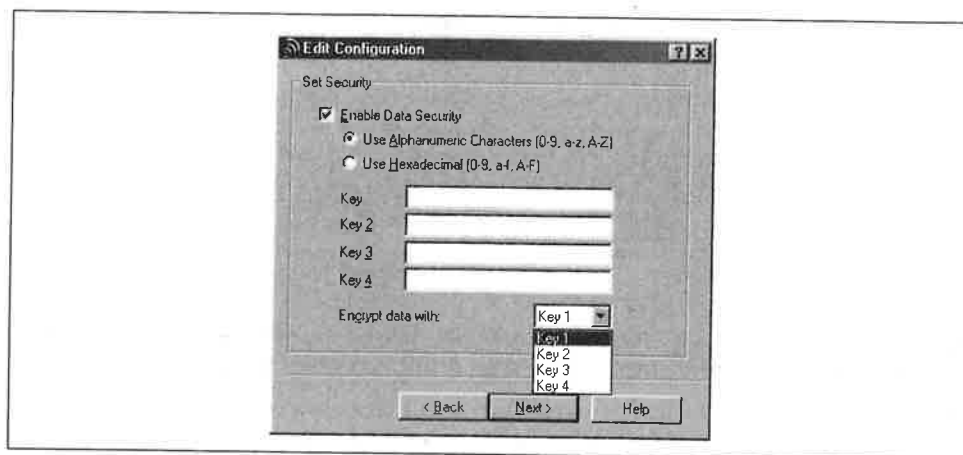 Edit Configuration
Set Security
Enable Data Security
Use Alphanumeric Characters (0-9, a-z, A-Z)
Use Hexadecimal (0-9, a-f, A-F)
Key
Key 2
Key 3
Key 4
Encrypt data with:
Key 1
Key 1
Key 2
Key 3
Key 4
< Back
Next >
Help